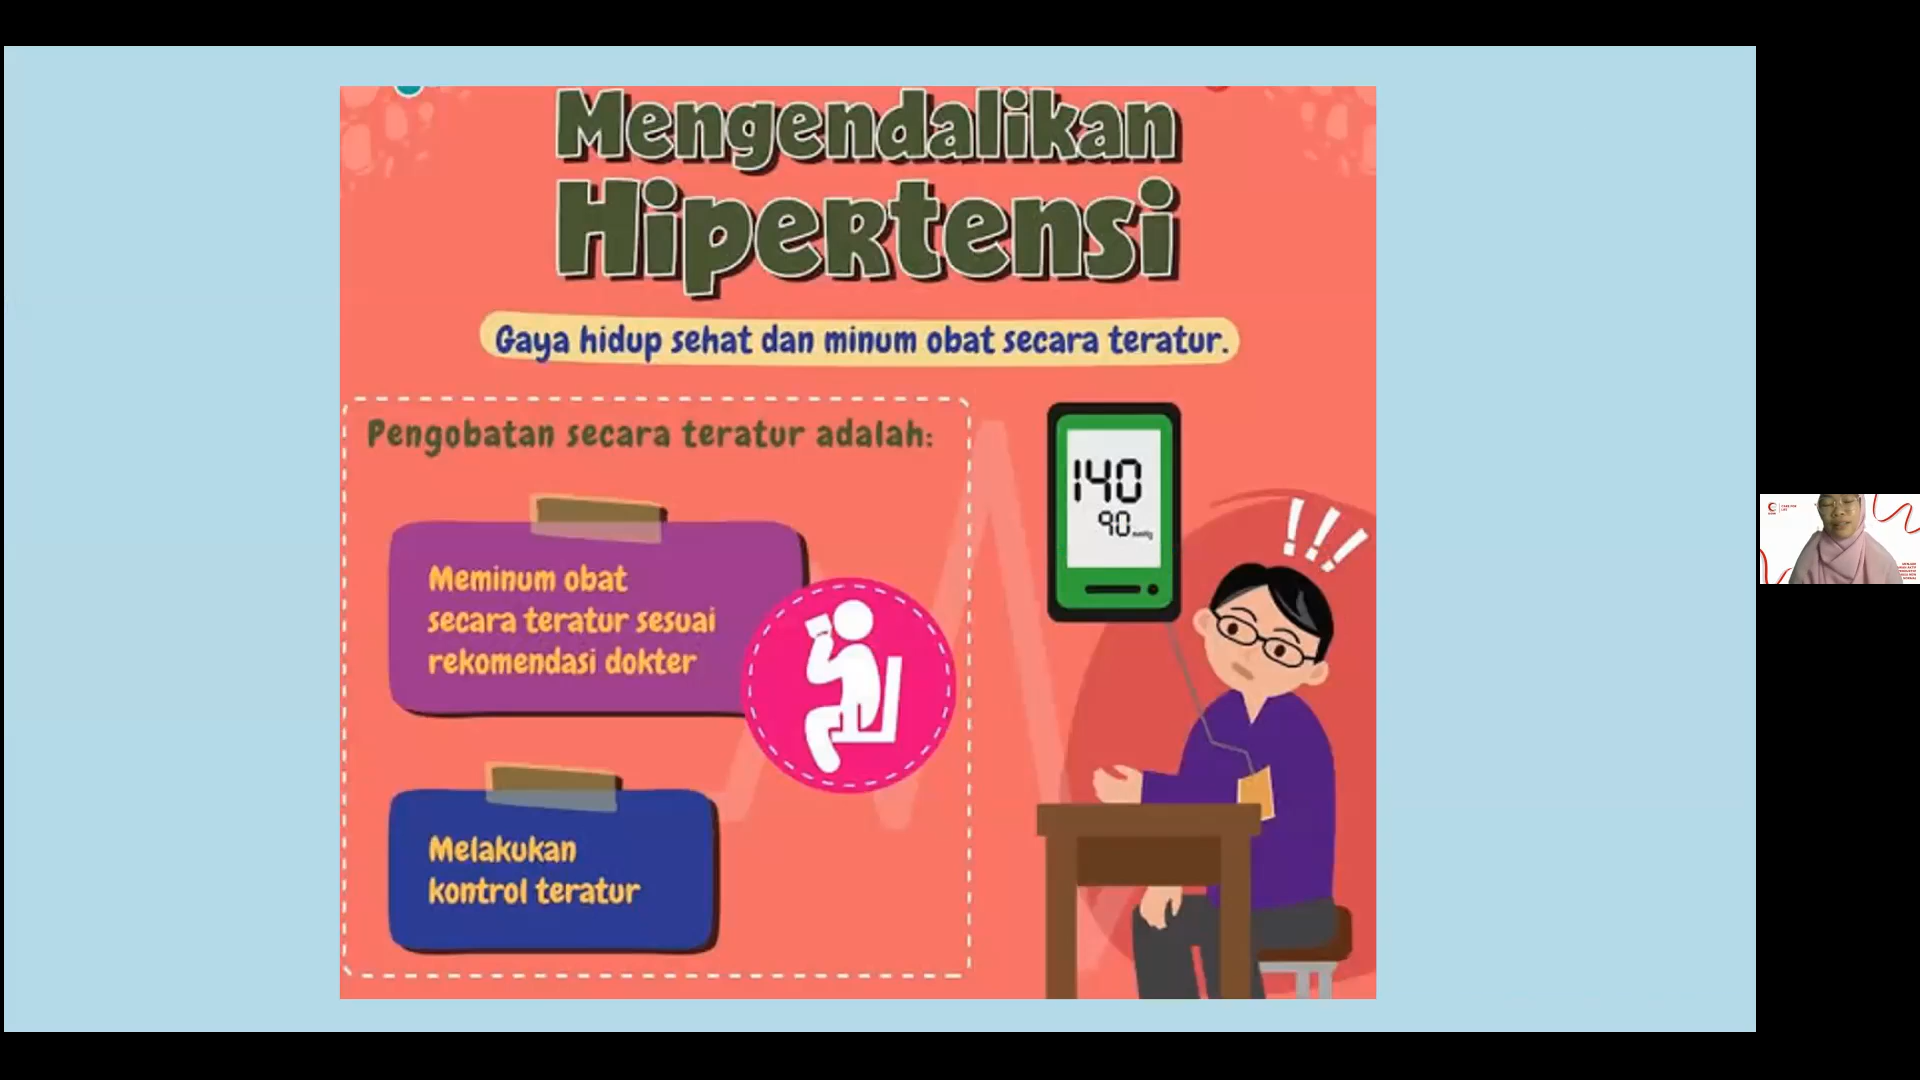 Mengendalikan
Hipertensi
Gaya hidup sehat dan minum obat secara teratur.
Pengobatan secara teratur adalah:
Meminum obat
secara teratur sesuai
rekomendasi dokter
Melakukan
kontrol teratur
140
90 mmHg
!!!